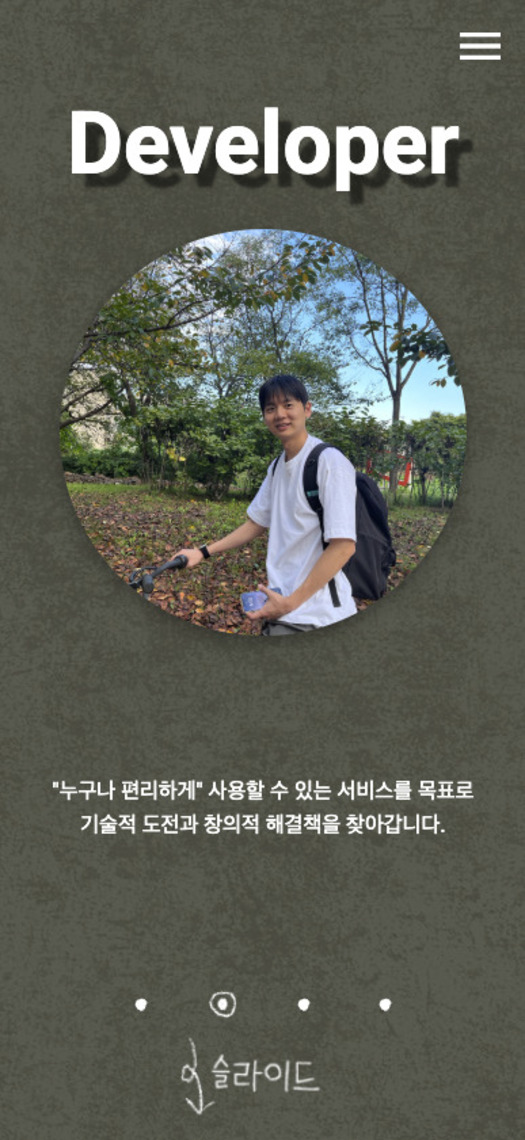 Developer
"누구나 편리하게" 사용할 수 있는 서비스를 목표로
기술적 도전과 창의적 해결책을 찾아갑니다.
슬라이드